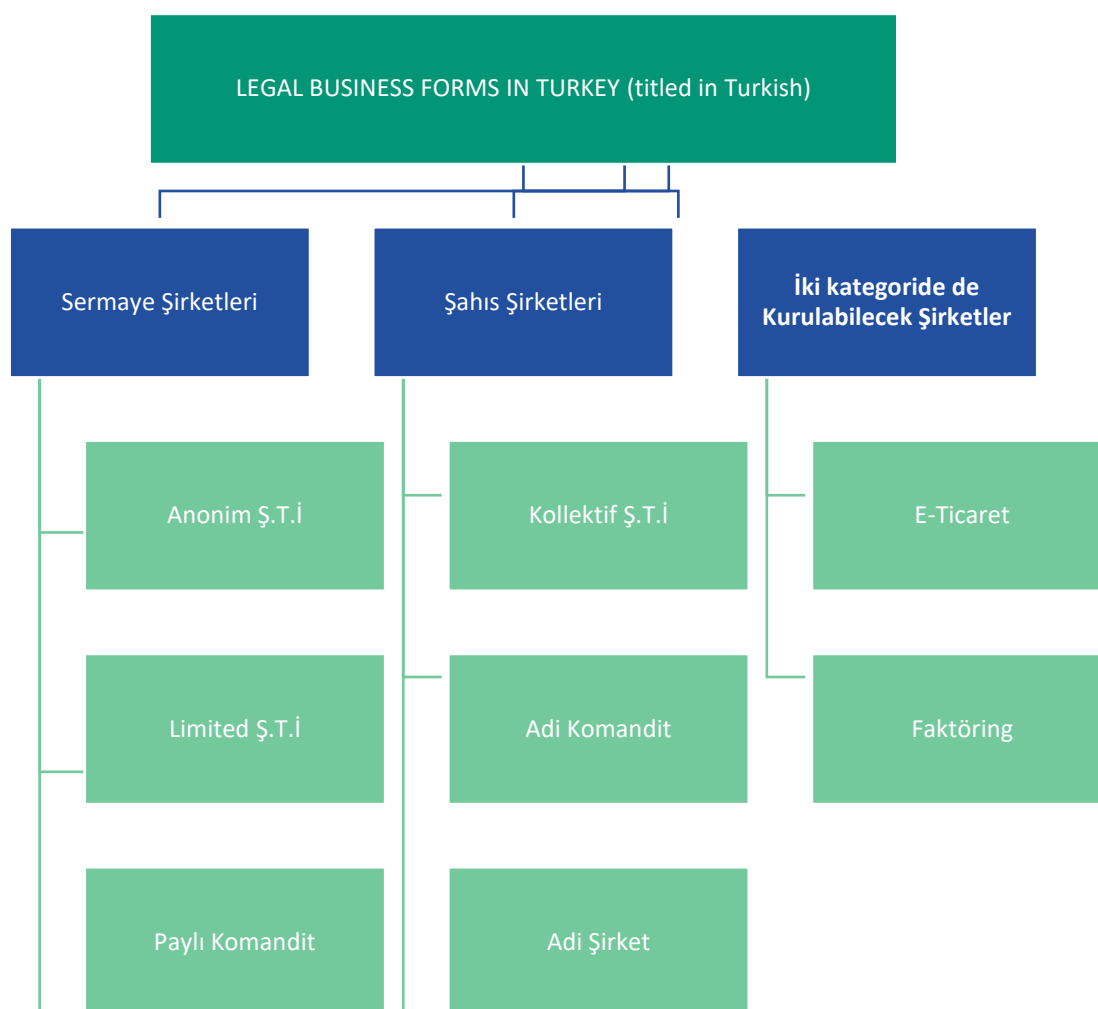 LEGAL BUSINESS FORMS IN TURKEY (titled in Turkish)
Sermaye Şirketleri
Anonim Ş.T.İ
Limited Ş.T.İ
Paylı Komandit
Şahıs Şirketleri
Kollektif Ş.T.İ
Adi Komandit
Adi Şirket
İki kategoride de
Kurulabilecek Şirketler
E-Ticaret
Faktöring